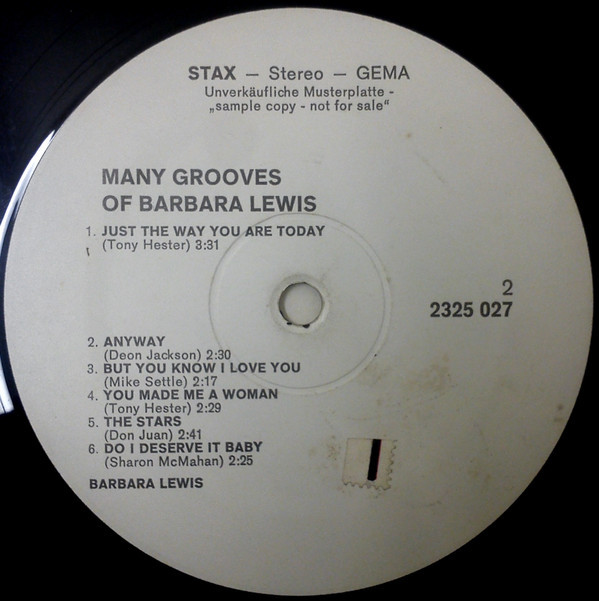 STAX – Stereo – GEMA
Unverkäufliche Musterplatte -
„sample copy - not for sale“
MANY GROOVES
OF BARBARA LEWIS
1. JUST THE WAY YOU ARE TODAY
(Tony Hester) 3:31
2
2325 027
2. ANYWAY
(Deon Jackson) 2:30
3. BUT YOU KNOW I LOVE YOU
(Mike Settle) 2:17
4. YOU MADE ME A WOMAN
(Tony Hester) 2:29
5. THE STARS
(Don Juan) 2:41
6. DO I DESERVE IT BABY
(Sharon McMahan) 2:25
BARBARA LEWIS